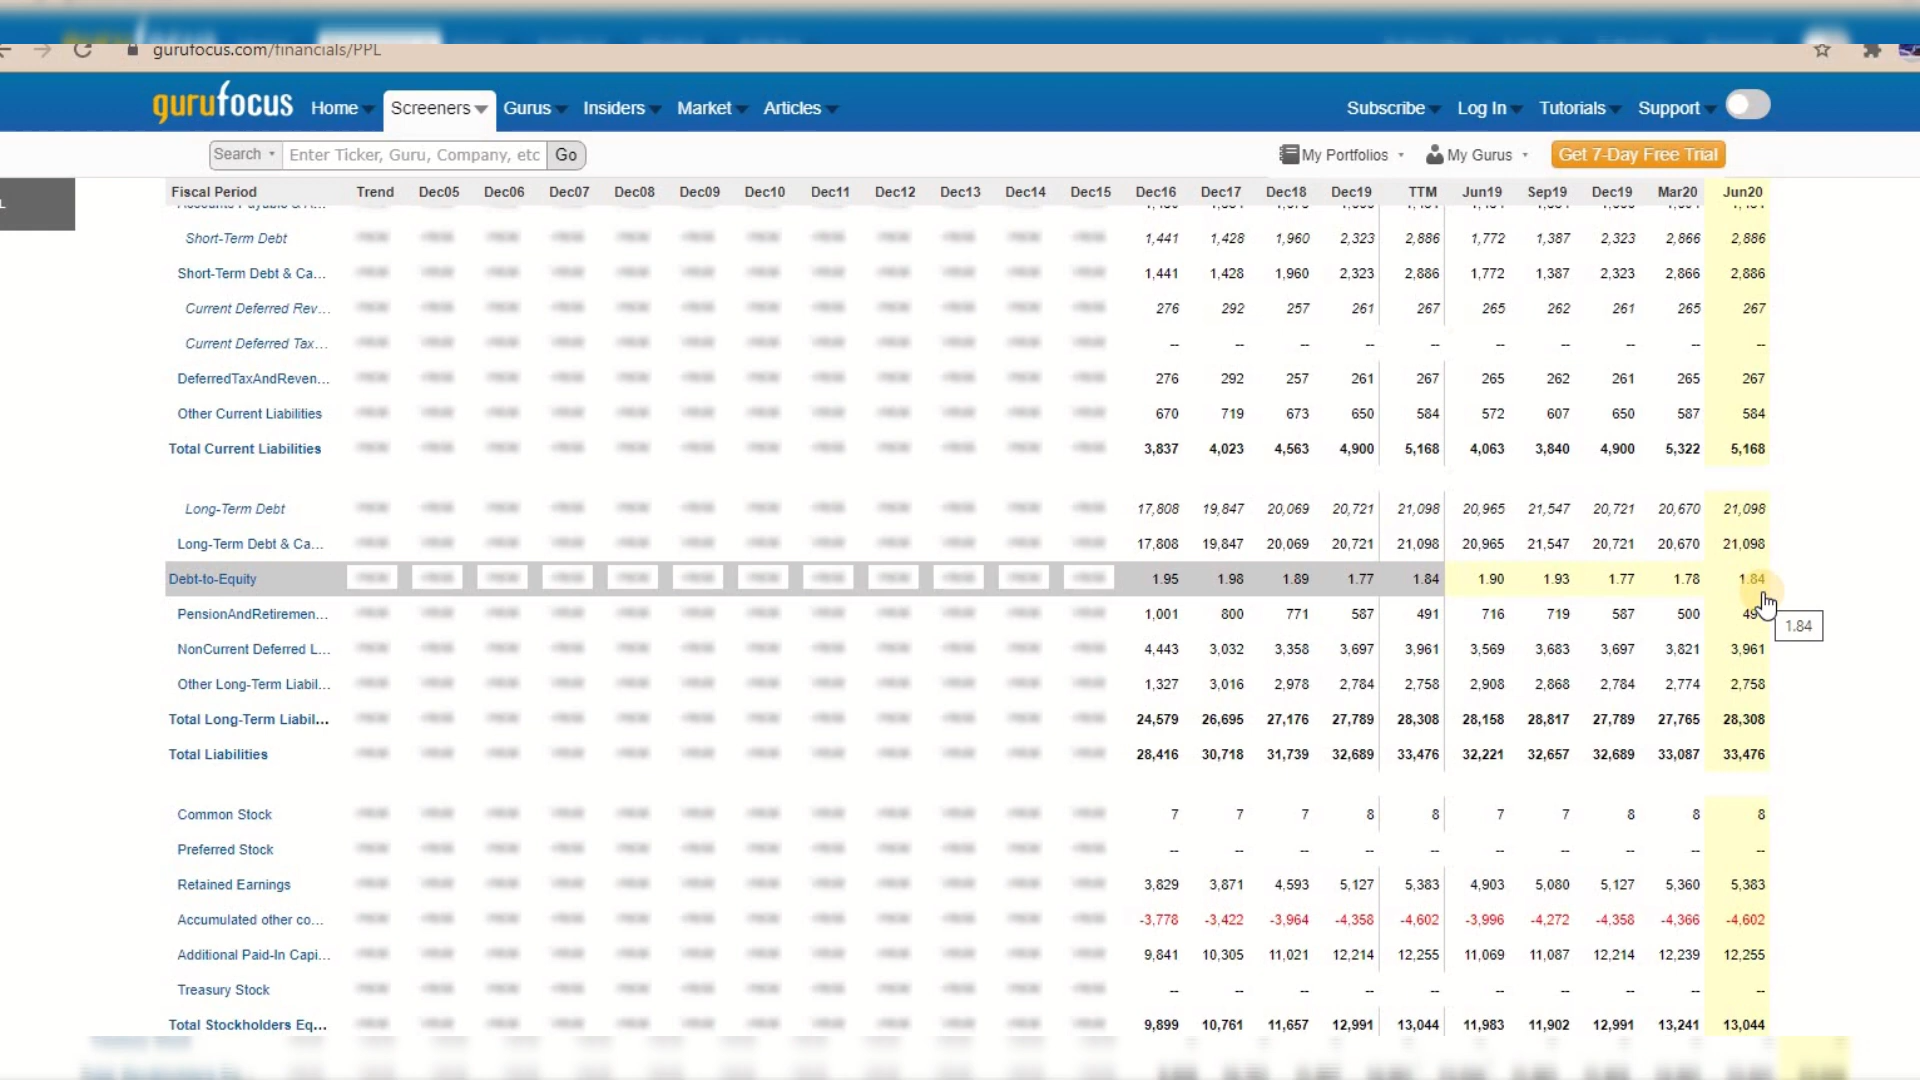 gurufocus.com/financials/PPL
gurufocus Home Screeners Gurus Insiders Market Articles Subscribe Log In Tutorials Support
Search Enter Ticker, Guru, Company, etc Go My Portfolios My Gurus Get 7-Day Free Trial
Fiscal Period Trend Dec05 Dec06 Dec07 Dec08 Dec09 Dec10 Dec11 Dec12 Dec13 Dec14 Dec15 Dec16 Dec17 Dec18 Dec19 TTM Jun19 Sep19 Dec19 Mar20 Jun20
Short-Term Debt 1,441 1,428 1,960 2,323 2,886 1,772 1,387 2,323 2,866 2,886
Short-Term Debt & Ca... 1,441 1,428 1,960 2,323 2,886 1,772 1,387 2,323 2,866 2,886
Current Deferred Rev... 276 292 257 261 267 265 262 261 265 267
Current Deferred Tax... -- -- -- -- -- -- -- -- -- --
DeferredTaxAndReven... 276 292 257 261 267 265 262 261 265 267
Other Current Liabilities 670 719 673 650 584 572 607 650 587 584
Total Current Liabilities 3,837 4,023 4,563 4,900 5,168 4,063 3,840 4,900 5,322 5,168
Long-Term Debt 17,808 19,847 20,069 20,721 21,098 20,965 21,547 20,721 20,670 21,098
Long-Term Debt & Ca... 17,808 19,847 20,069 20,721 21,098 20,965 21,547 20,721 20,670 21,098
Debt-to-Equity 1.95 1.98 1.89 1.77 1.84 1.90 1.93 1.77 1.78 1.84
PensionAndRetiremen... 1,001 800 771 587 491 716 719 587 500
1.84
NonCurrent Deferred L... 4,443 3,032 3,358 3,697 3,961 3,569 3,683 3,697 3,821 3,961
Other Long-Term Liabil... 1,327 3,016 2,978 2,784 2,758 2,908 2,868 2,784 2,774 2,758
Total Long-Term Liabil... 24,579 26,695 27,176 27,789 28,308 28,158 28,817 27,789 27,765 28,308
Total Liabilities 28,416 30,718 31,739 32,689 33,476 32,221 32,657 32,689 33,087 33,476
Common Stock 7 7 7 8 8 7 7 8 8 8
Preferred Stock -- -- -- -- -- -- -- -- -- --
Retained Earnings 3,829 3,871 4,593 5,127 5,383 4,903 5,080 5,127 5,360 5,383
Accumulated other co... -3,778 -3,422 -3,964 -4,358 -4,602 -3,996 -4,272 -4,358 -4,366 -4,602
Additional Paid-In Capi... 9,841 10,305 11,021 12,214 12,255 11,069 11,087 12,214 12,239 12,255
Treasury Stock -- -- -- -- -- -- -- -- -- --
Total Stockholders Eq... 9,899 10,761 11,657 12,991 13,044 11,983 11,902 12,991 13,241 13,044